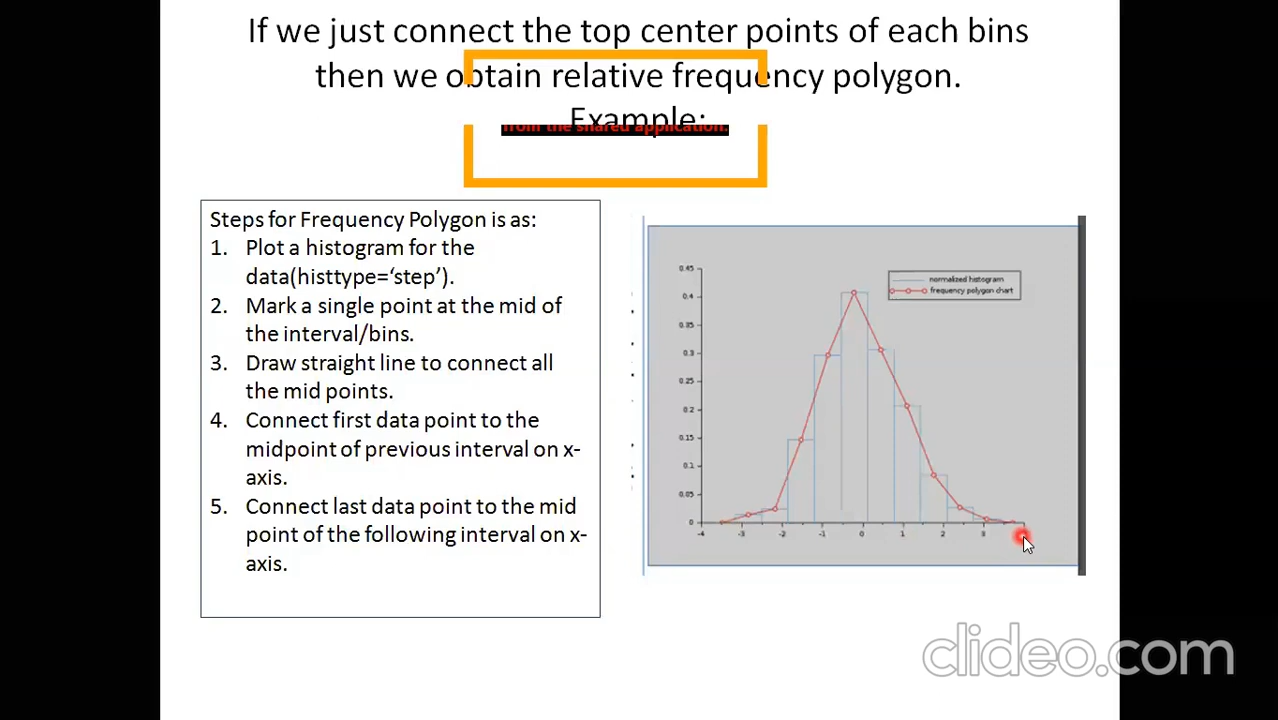 If we just connect the top center points of each bins
then we obtain relative frequency polygon.
Example:
from the shared application.
Steps for Frequency Polygon is as:
1. Plot a histogram for the
data(histtype=‘step’).
2. Mark a single point at the mid of
the interval/bins.
3. Draw straight line to connect all
the mid points.
4. Connect first data point to the
midpoint of previous interval on x-
axis.
5. Connect last data point to the mid
point of the following interval on x-
axis.
normalized histogram
frequency polygon chart
0.45
0.4
0.35
0.3
0.25
0.2
0.15
0.1
0.05
0
-4 -3 -2 -1 0 1 2 3
clideo.com